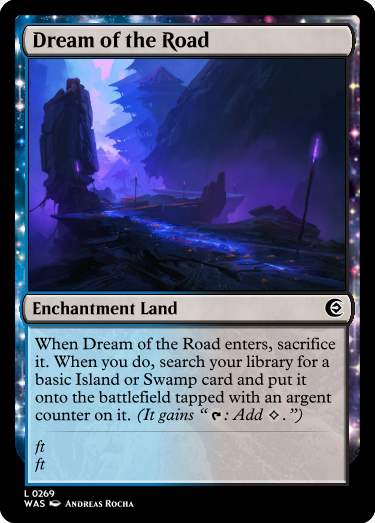 Dream of the Road
Enchantment Land
When Dream of the Road enters, sacrifice
it. When you do, search your library for a
basic Island or Swamp card and put it
onto the battlefield tapped with an argent
counter on it. (It gains “ : Add .”)
ft
ft
L 0269
WAS Andreas Rocha